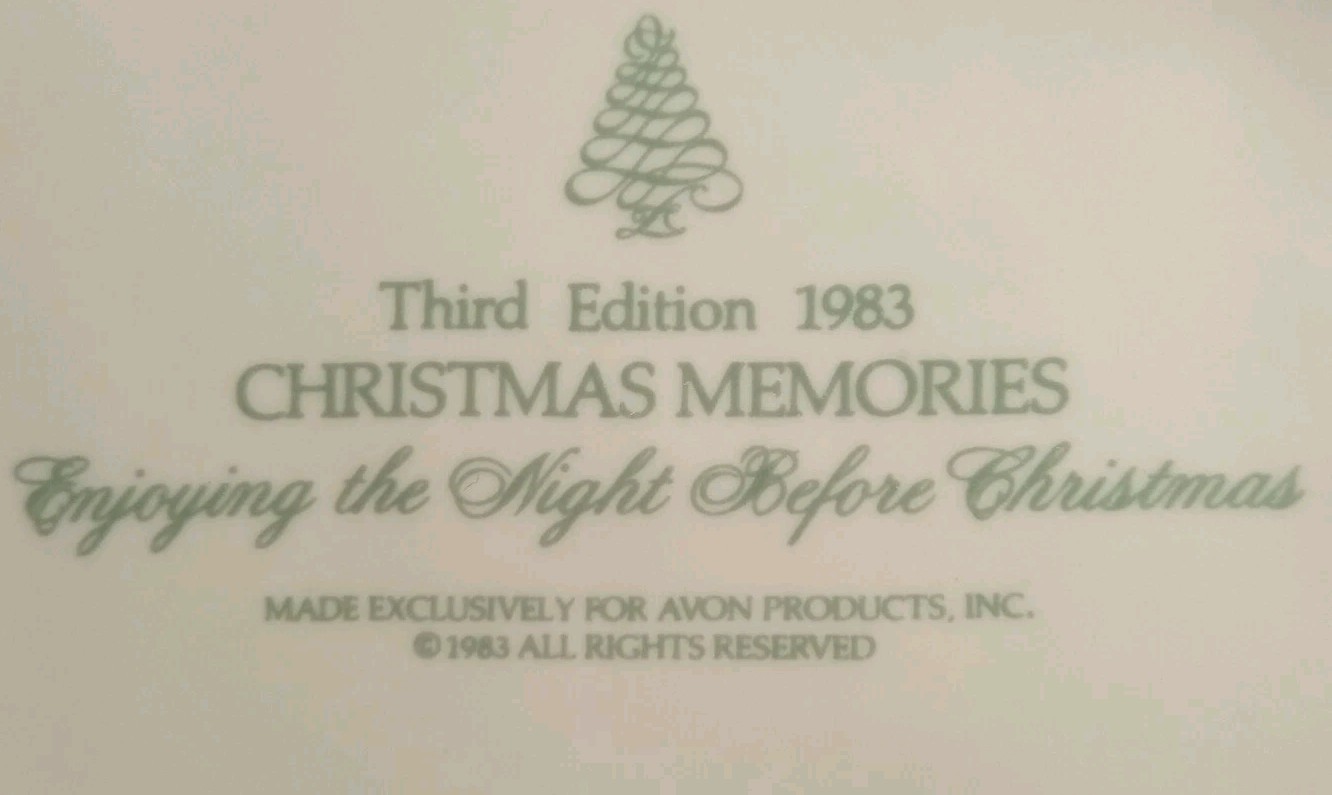 Third Edition 1983
CHRISTMAS MEMORIES
Enjoying the Night Before Christmas
MADE EXCLUSIVELY FOR AVON PRODUCTS, INC.
©1983 ALL RIGHTS RESERVED